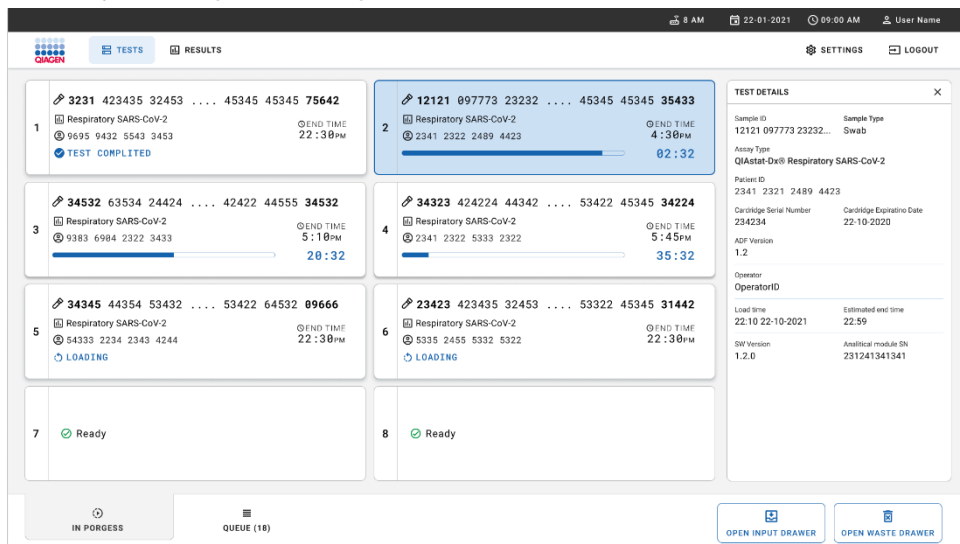 8 AM 22-01-2021 09:00 AM User Name
QIAGEN TESTS RESULTS SETTINGS LOGOUT
1
3231 423435 32453 .... 45345 45345 75642
Respiratory SARS-CoV-2
9695 9432 5543 3453
TEST COMPLITED
END TIME
22:30PM
2
12121 097773 23232 .... 45345 45345 35433
Respiratory SARS-CoV-2
2341 2322 2489 4423
END TIME
4:30PM
02:32
3
34532 63534 24424 .... 42422 44555 34532
Respiratory SARS-CoV-2
9383 6904 2322 3433
END TIME
5:10PM
20:32
4
34323 424224 44342 .... 53422 45345 34224
Respiratory SARS-CoV-2
2341 2322 5333 2322
END TIME
5:45PM
35:32
5
34345 44354 53432 .... 53422 64532 09666
Respiratory SARS-CoV-2
54333 2234 2343 4244
LOADING
END TIME
22:30PM
6
23423 423435 32453 .... 53322 45345 31442
Respiratory SARS-CoV-2
5335 2455 5332 5322
LOADING
END TIME
22:30PM
7
Ready
8
Ready
TEST DETAILS
Sample ID Sample Type
12121 097773 23232... Swab
Assay Type
QIAstat-Dx® Respiratory SARS-CoV-2
Patient ID
2341 2321 2489 4423
Cardridge Serial Number Cardridge Expiratino Date
234234 22-10-2020
ADF Version
1.2
Operator
OperatorID
Load time Estimated end time
22:10 22-10-2021 22:59
SW Version Analitical module SN
1.2.0 231241341341
IN PORGESS QUEUE (18) OPEN INPUT DRAWER OPEN WASTE DRAWER